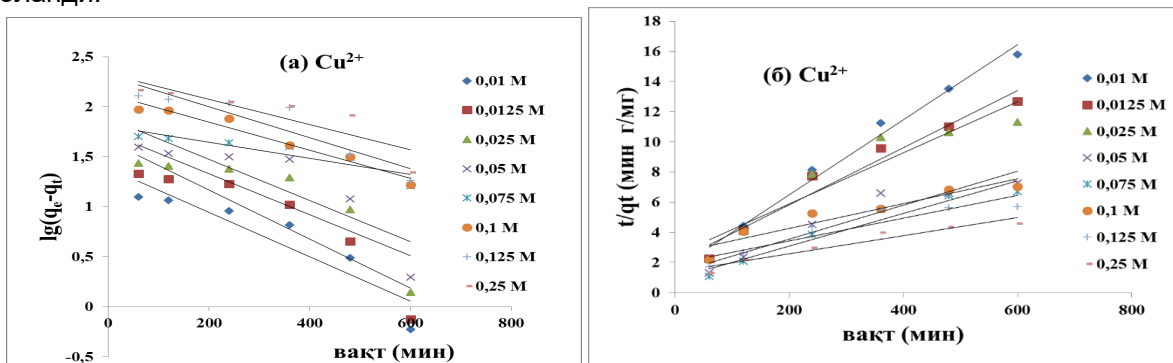 (а) Cu²⁺
lg(qₑ-qₜ)
2,5
2
1,5
1
0,5
0
-0,5
0
200
400
600
800
вақт (мин)
0,01 M
0,0125 M
0,025 M
0,05 M
0,075 M
0,1 M
0,125 M
0,25 M
(б) Cu²⁺
t/qt (мин г/мг)
18
16
14
12
10
8
6
4
2
0
0
200
400
600
800
вақт (мин)
0,01 M
0,0125 M
0,025 M
0,05 M
0,075 M
0,1 M
0,125 M
0,25 M